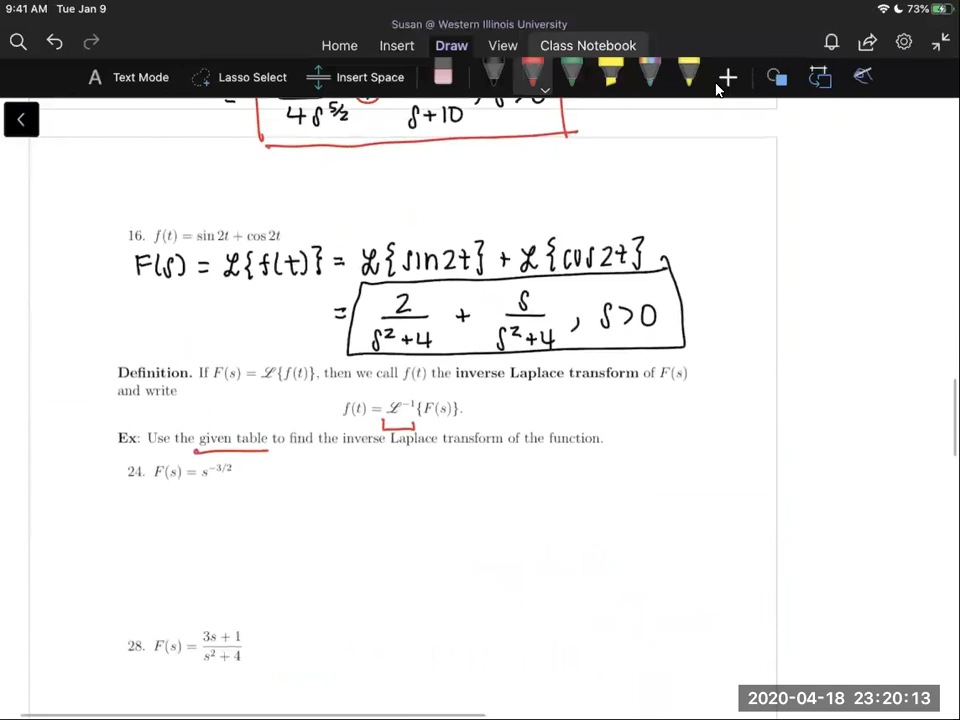 9:41 AM Tue Jan 9
73%
Susan @ Western Illinois University
Home Insert Draw View Class Notebook
A Text Mode Lasso Select Insert Space
=
4s^{5/2} s+10 , s>0
16. f(t) = sin 2t + cos 2t
F(s) = ℒ{f(t)} = ℒ{sin2t} + ℒ{cos2t}
= \frac{2}{s²+4} + \frac{s}{s²+4} , s>0
Definition. If F(s) = ℒ{f(t)}, then we call f(t) the inverse Laplace transform of F(s)
and write
f(t) = ℒ⁻¹{F(s)}.
Ex: Use the given table to find the inverse Laplace transform of the function.
24. F(s) = s^{-3/2}
28. F(s) = \frac{3s + 1}{s² + 4}
2020-04-18 23:20:13